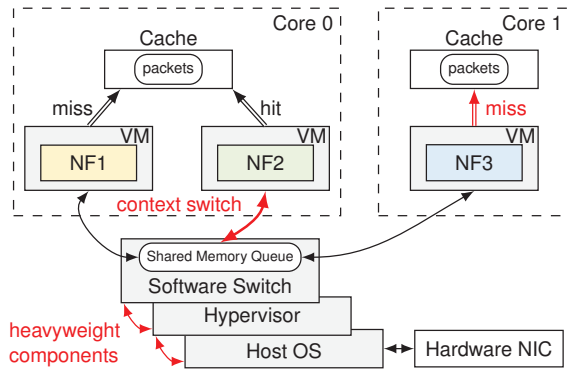 Core 0
Core 1
Cache
Cache
packets
packets
miss
hit
miss
VM
VM
VM
NF1
NF2
NF3
context switch
Shared Memory Queue
Software Switch
Hypervisor
heavyweight
components
Host OS
Hardware NIC